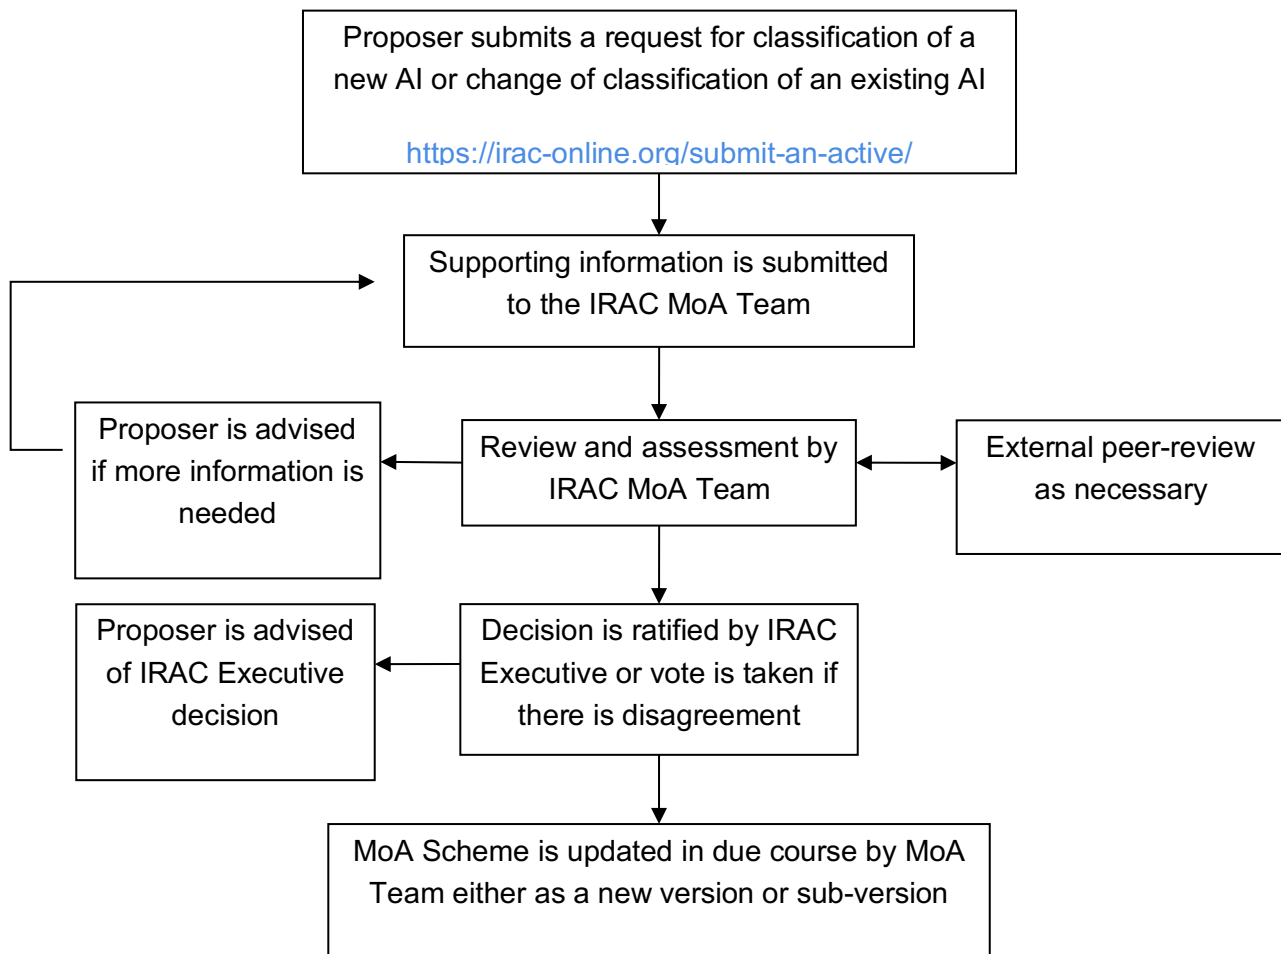 Proposer submits a request for classification of a
new AI or change of classification of an existing AI
https://irac-online.org/submit-an-active/
Supporting information is submitted
to the IRAC MoA Team
Proposer is advised
if more information is
needed
Review and assessment by
IRAC MoA Team
External peer-review
as necessary
Proposer is advised
of IRAC Executive
decision
Decision is ratified by IRAC
Executive or vote is taken if
there is disagreement
MoA Scheme is updated in due course by MoA
Team either as a new version or sub-version